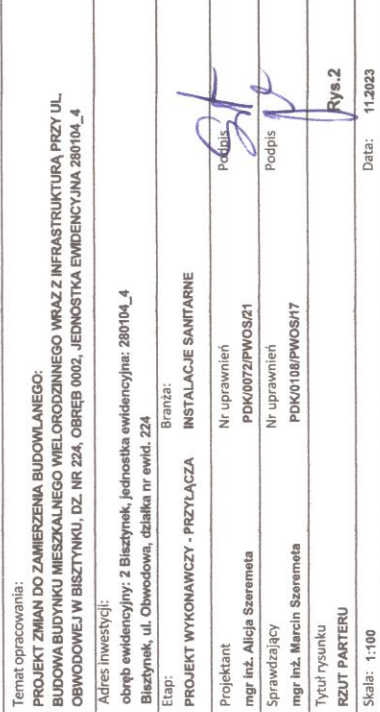 Temat opracowania:
PROJEKT ZMIAN DO ZAMIERZENIA BUDOWLANEGO:
BUDOWA BUDYNKU MIESZKALNEGO WIELORODZINNEGO WRAZ Z INFRASTRUKTURĄ PRZY UL.
OBWODOWEJ W BISZTYNKU, DZ. NR 224, OBRĘB 0002, JEDNOSTKA EWIDENCYJNA 280104_4
Adres inwestycji:
obręb ewidencyjny: 2 Bisztynek, jednostka ewidencyjna: 280104_4
Bisztynek, ul. Obwodowa, działka nr ewid. 224
Etap: Branża:
PROJEKT WYKONAWCZY - PRZYŁĄCZA INSTALACJE SANITARNE
Projektant Nr uprawnień Podpis
mgr inż. Alicja Szeremeta PDK/0072/PWOS/21
Sprawdzający Nr uprawnień Podpis
mgr inż. Marcin Szeremeta PDK/0108/PWOS/17
Tytuł rysunku
RZUT PARTERU Rys.2
Skala: 1:100 Data: 11.2023